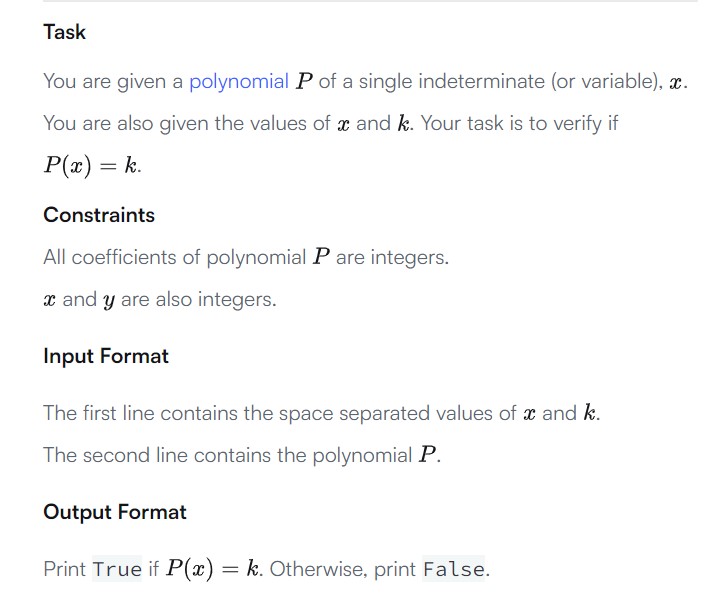 Task
You are given a polynomial P of a single indeterminate (or variable), x.
You are also given the values of x and k. Your task is to verify if
P(x) = k.
Constraints
All coefficients of polynomial P are integers.
x and y are also integers.
Input Format
The first line contains the space separated values of x and k.
The second line contains the polynomial P.
Output Format
Print True if P(x) = k. Otherwise, print False.